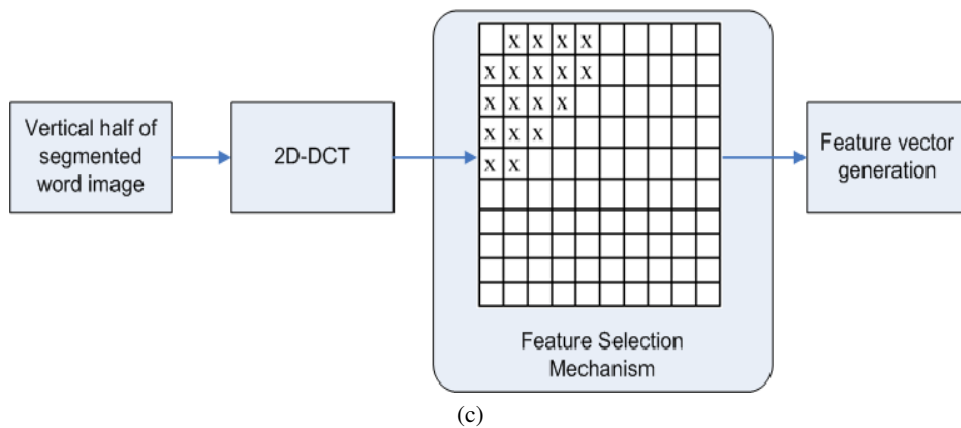 x x x x
x x x x x
x x x x
x x x
x x
Vertical half of
segmented
word image
2D-DCT
Feature vector
generation
Feature Selection
Mechanism
(c)